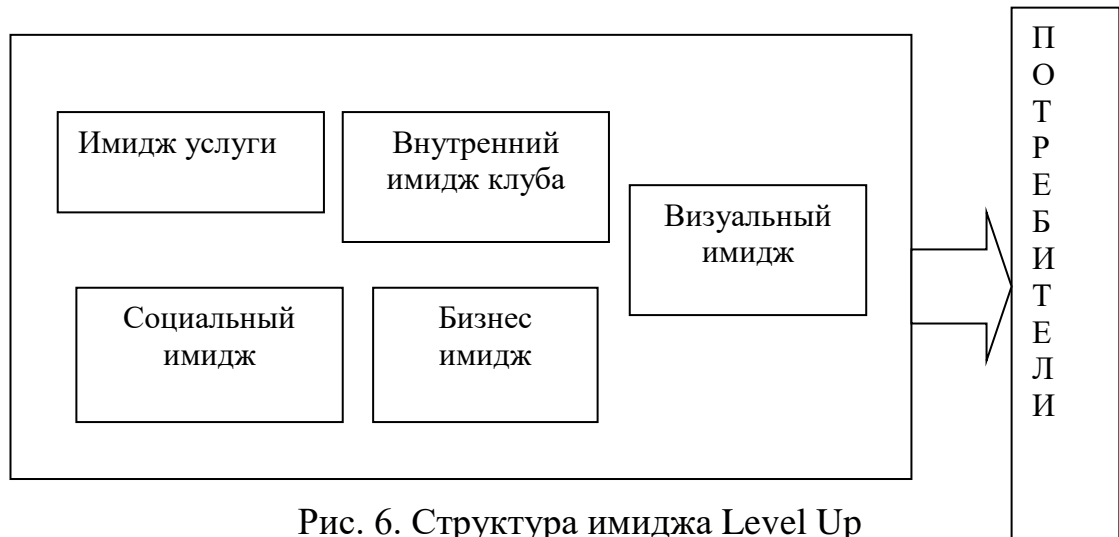 Имидж услуги
Внутренний
имидж клуба
Визуальный
имидж
Социальный
имидж
Бизнес
имидж
П
О
Т
Р
Е
Б
И
Т
Е
Л
И
Рис. 6. Структура имиджа Level Up